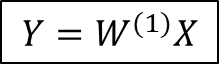 Y = W⁽¹⁾X